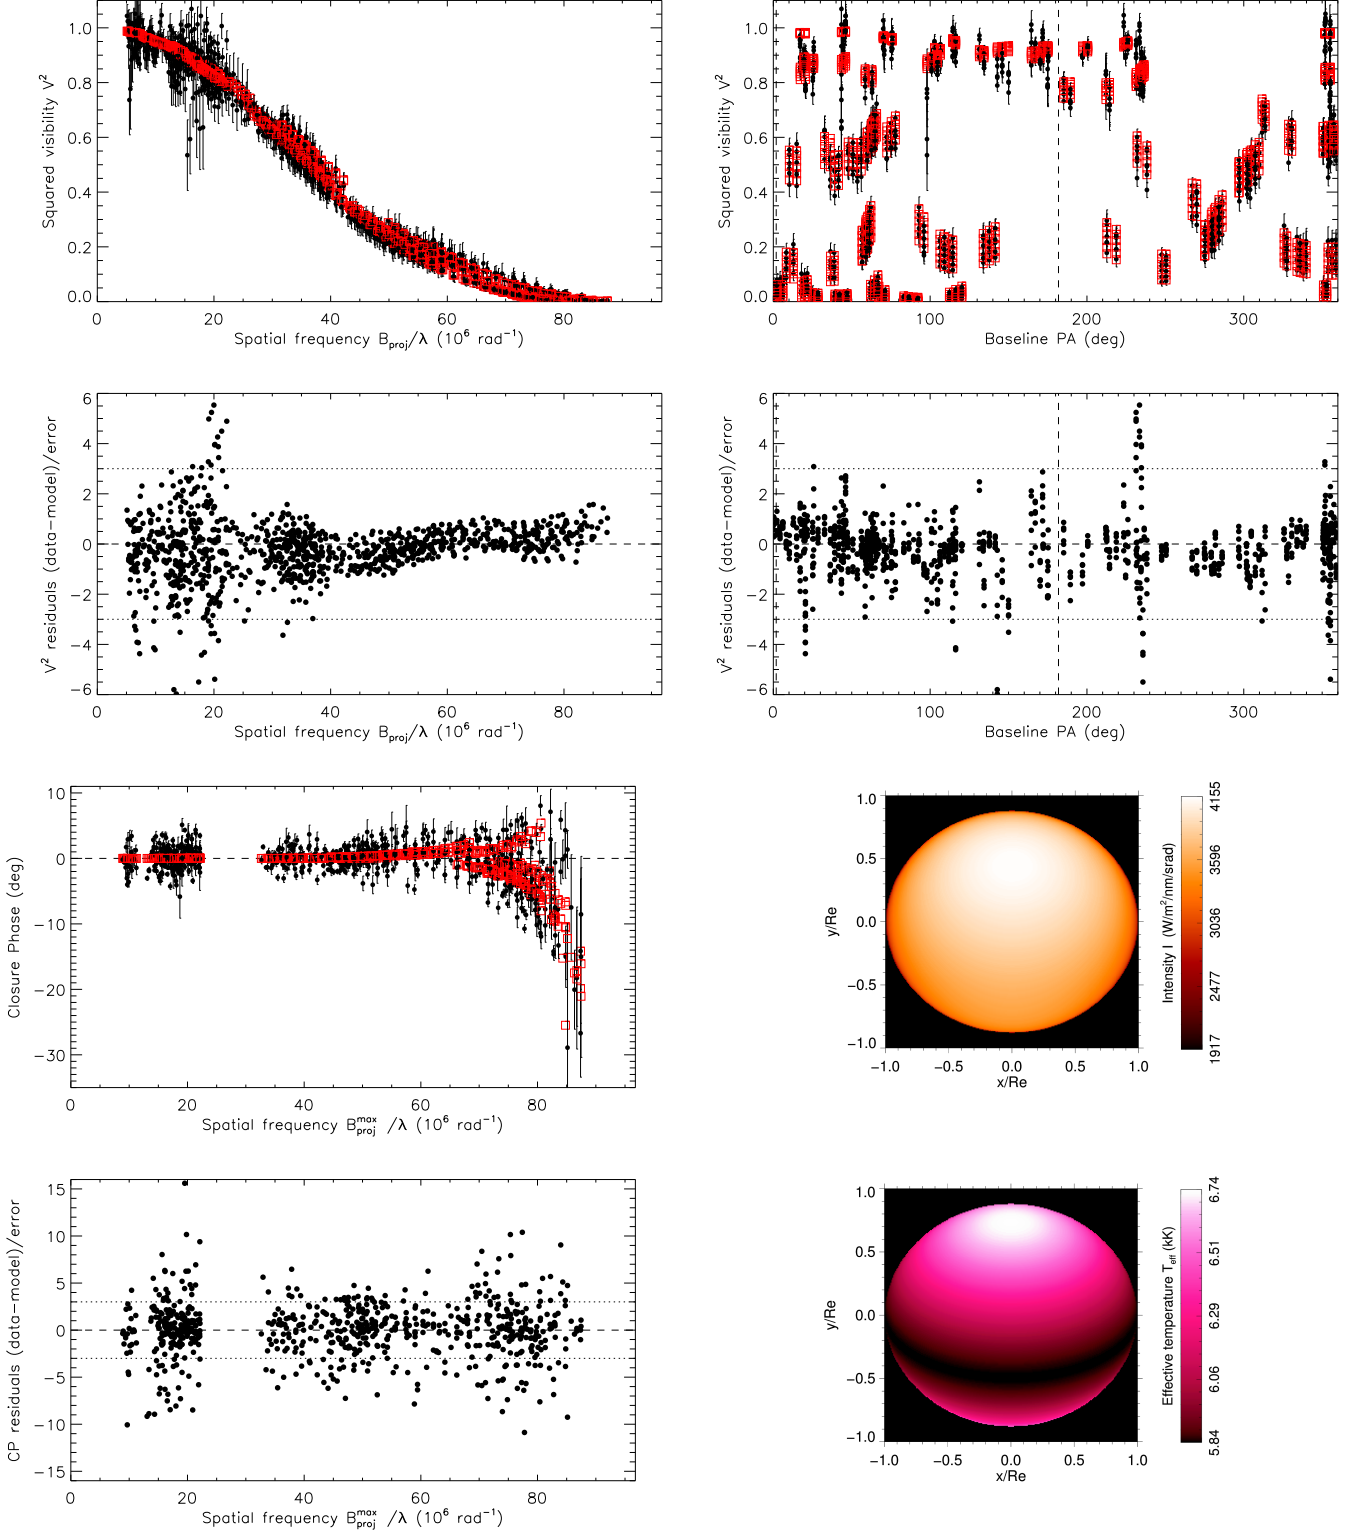 Squared visibility V²
1.0
0.8
0.6
0.4
0.2
0.0
0 20 40 60 80
Spatial frequency B_proj/λ (10⁶ rad⁻¹)
Squared visibility V²
1.0
0.8
0.6
0.4
0.2
0.0
0 100 200 300
Baseline PA (deg)
V² residuals (data−model)/error
6
4
2
0
−2
−4
−6
0 20 40 60 80
Spatial frequency B_proj/λ (10⁶ rad⁻¹)
V² residuals (data−model)/error
6
4
2
0
−2
−4
−6
0 100 200 300
Baseline PA (deg)
Closure Phase (deg)
10
0
−10
−20
−30
0 20 40 60 80
Spatial frequency B_proj^max /λ (10⁶ rad⁻¹)
y/Re
1.0
0.5
0.0
−0.5
−1.0
−1.0 −0.5 0.0 0.5 1.0
x/Re
Intensity I (W/m²/nm/srad)
1917 2477 3036 3596 4155
CP residuals (data−model)/error
15
10
5
0
−5
−10
−15
0 20 40 60 80
Spatial frequency B_proj^max /λ (10⁶ rad⁻¹)
y/Re
1.0
0.5
0.0
−0.5
−1.0
−1.0 −0.5 0.0 0.5 1.0
x/Re
Effective temperature T_eff (kK)
5.84 6.06 6.29 6.51 6.74